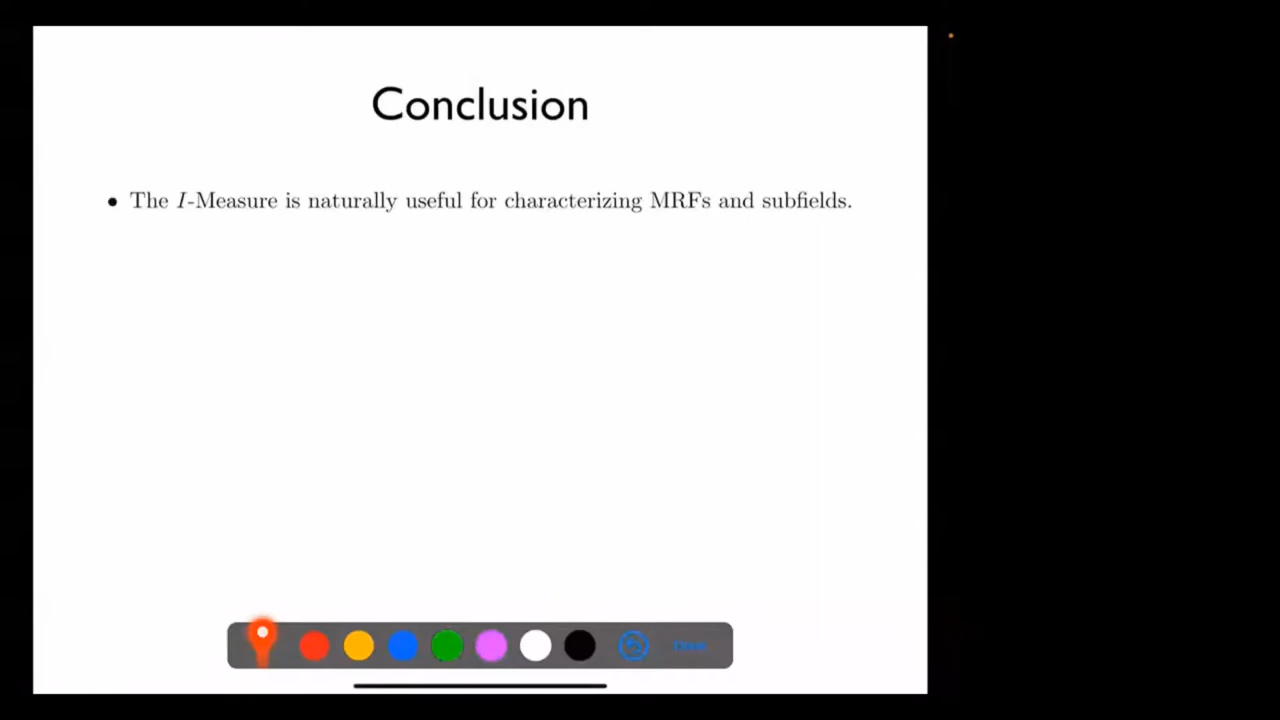 Conclusion
• The I-Measure is naturally useful for characterizing MRFs and subfields.
Done